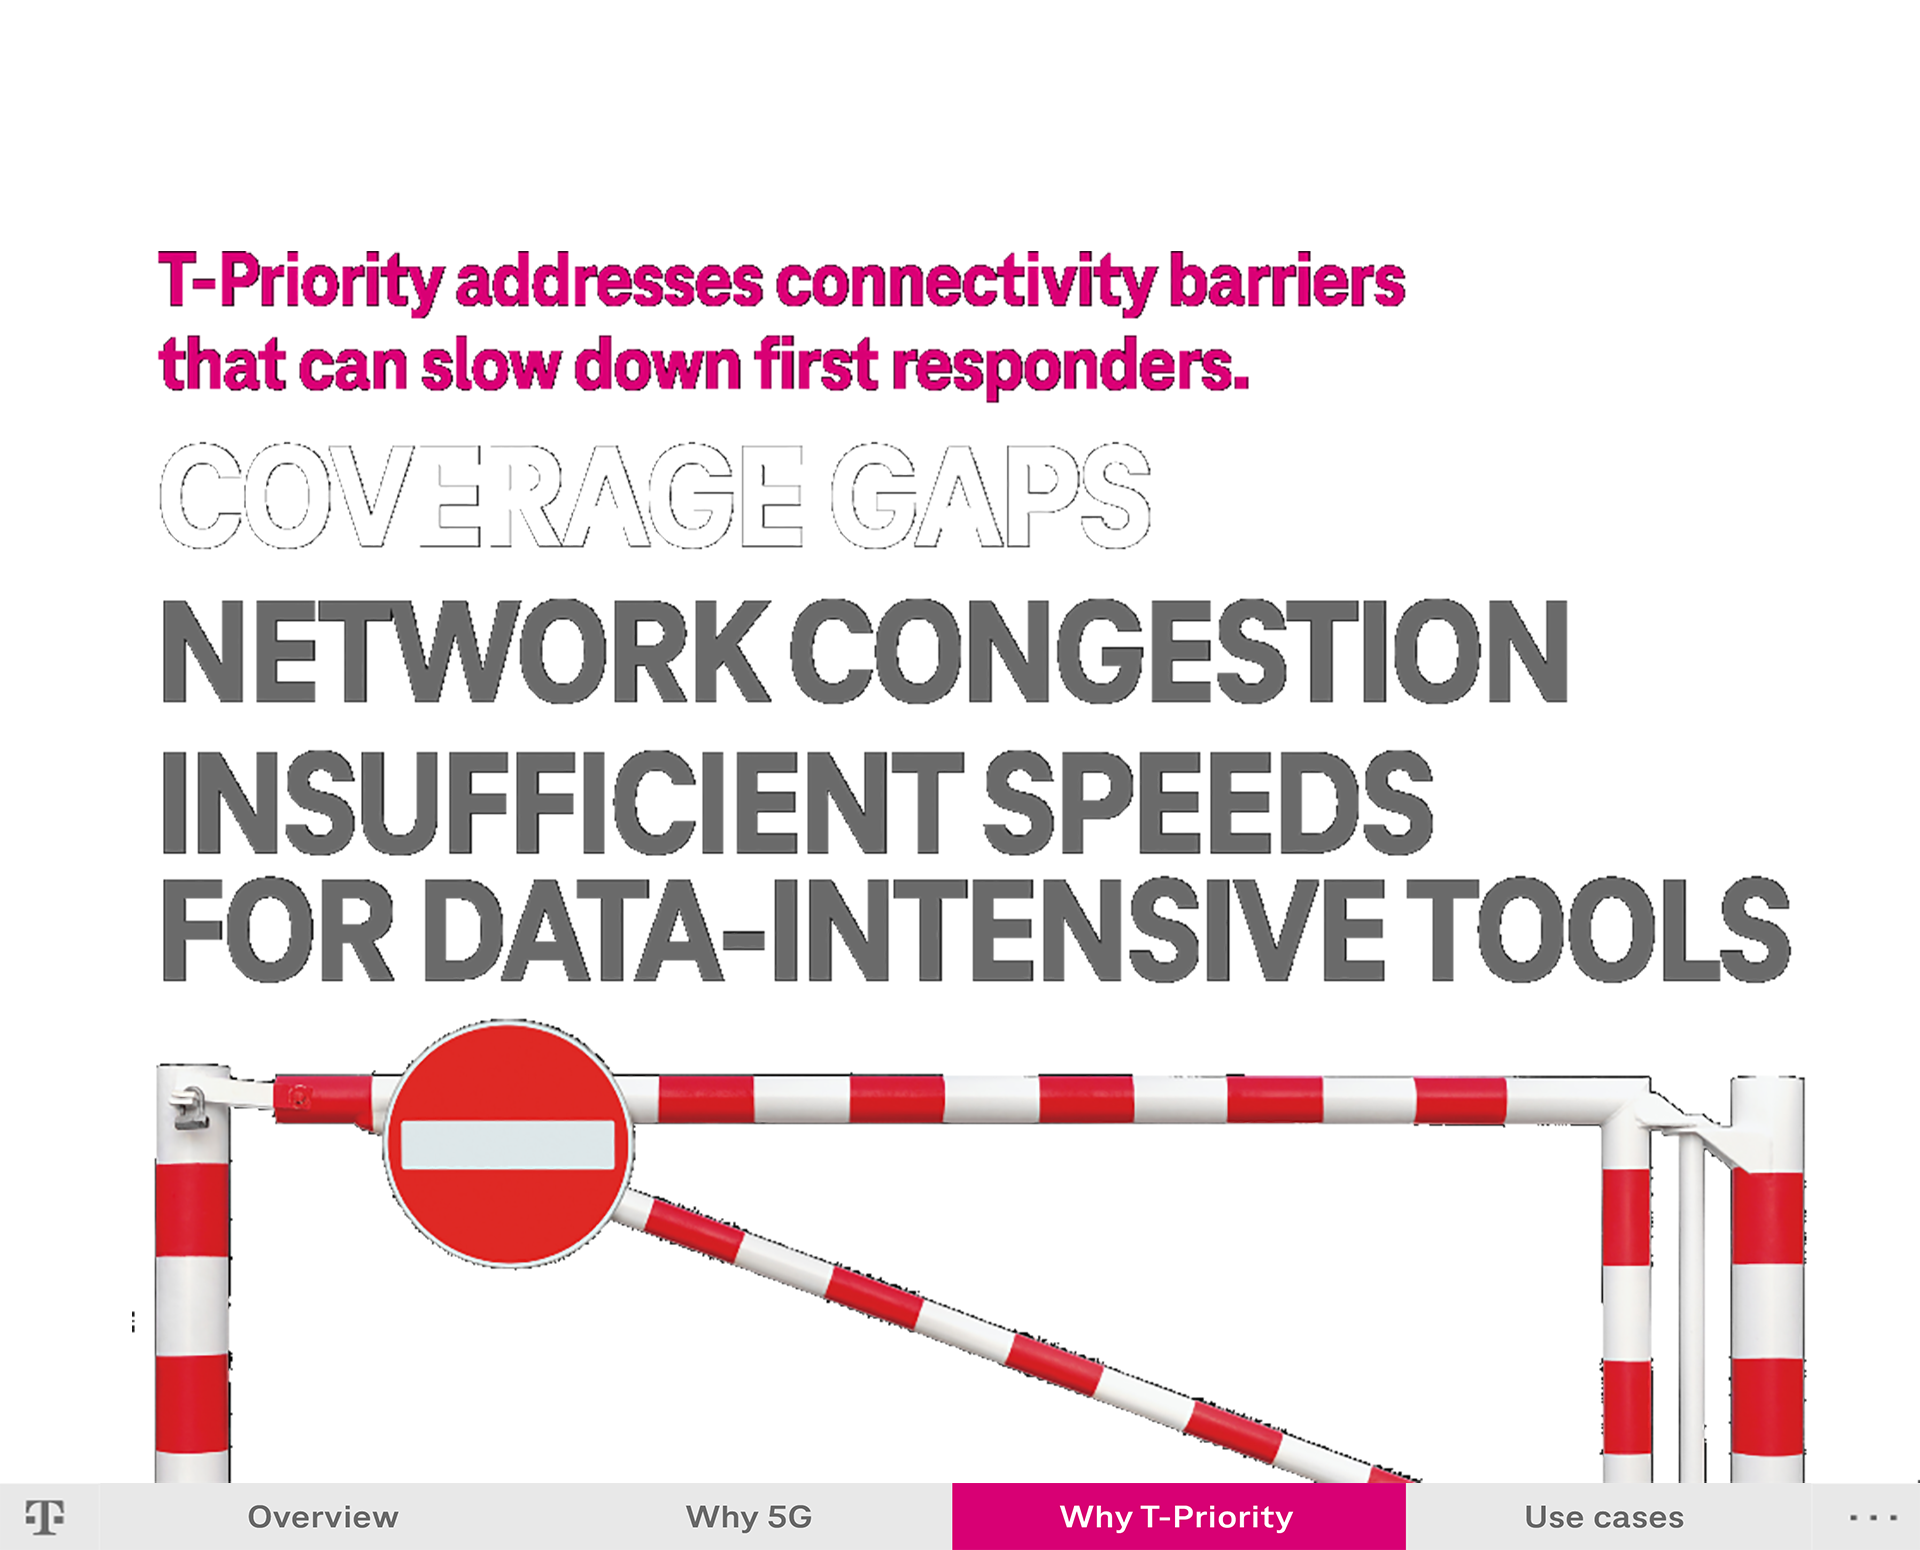 T-Priority addresses connectivity barriers
that can slow down first responders.
COVERAGE GAPS
NETWORK CONGESTION
INSUFFICIENT SPEEDS
FOR DATA-INTENSIVE TOOLS
T Overview Why 5G Why T-Priority Use cases ...